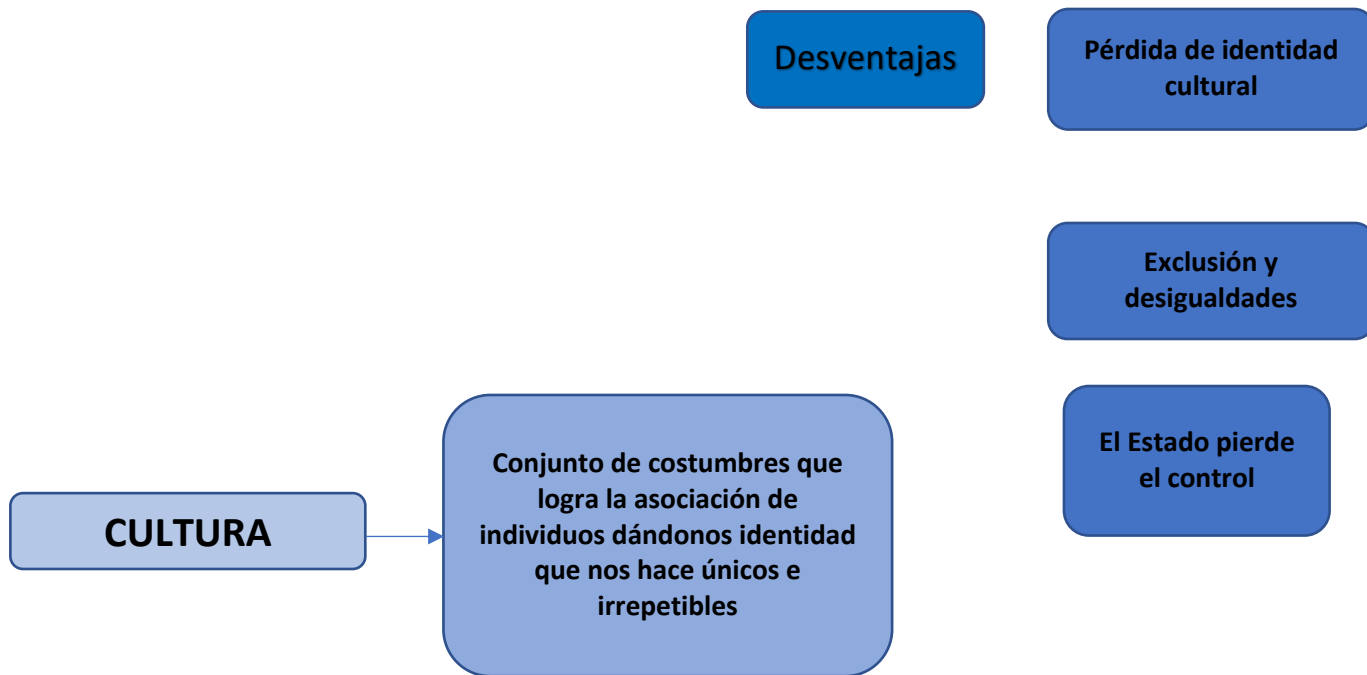 Desventajas
Pérdida de identidad
cultural
Exclusión y
desigualdades
El Estado pierde
el control
CULTURA
Conjunto de costumbres que
logra la asociación de
individuos dándonos identidad
que nos hace únicos e
irrepetibles